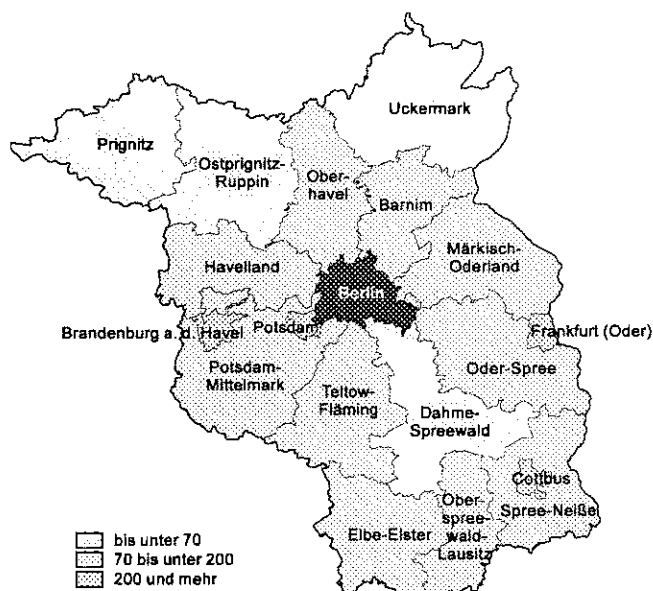 Uckermark
Prignitz
Ostprignitz-
Ruppin
Ober-
havel
Barnim
Märkisch-
Oderland
Havelland
Berlin
Brandenburg a. d. Havel
Potsdam
Frankfurt (Oder)
Potsdam-
Mittelmark
Oder-Spree
Teltow-
Fläming
Dahme-
Spreewald
Cottbus
Spree-Neiße
Elbe-Elster
Ober-
spree-
wald-
Lausitz
bis unter 70
70 bis unter 200
200 und mehr